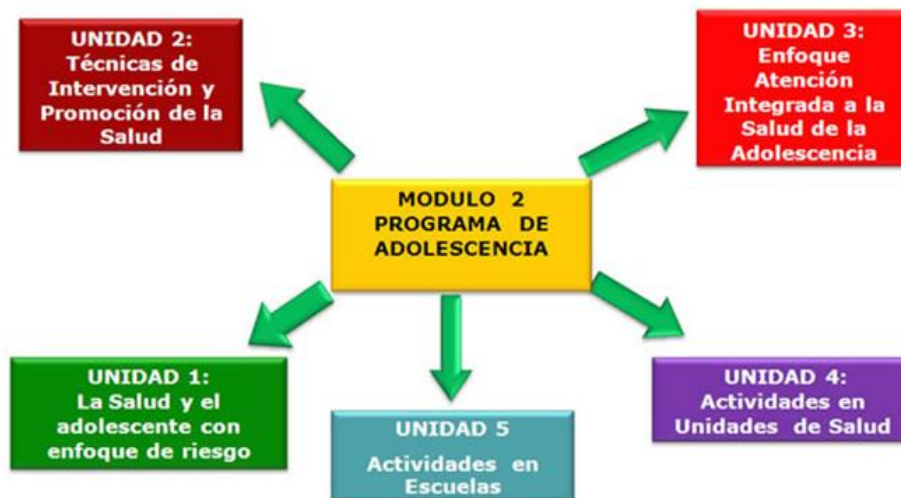 UNIDAD 2:
Técnicas de
Intervención y
Promoción de la
Salud
UNIDAD 3:
Enfoque
Atención
Integrada a la
Salud de la
Adolescencia
MODULO 2
PROGRAMA DE
ADOLESCENCIA
UNIDAD 1:
La Salud y el
adolescente con
enfoque de riesgo
UNIDAD 5
Actividades en
Escuelas
UNIDAD 4:
Actividades en
Unidades de Salud